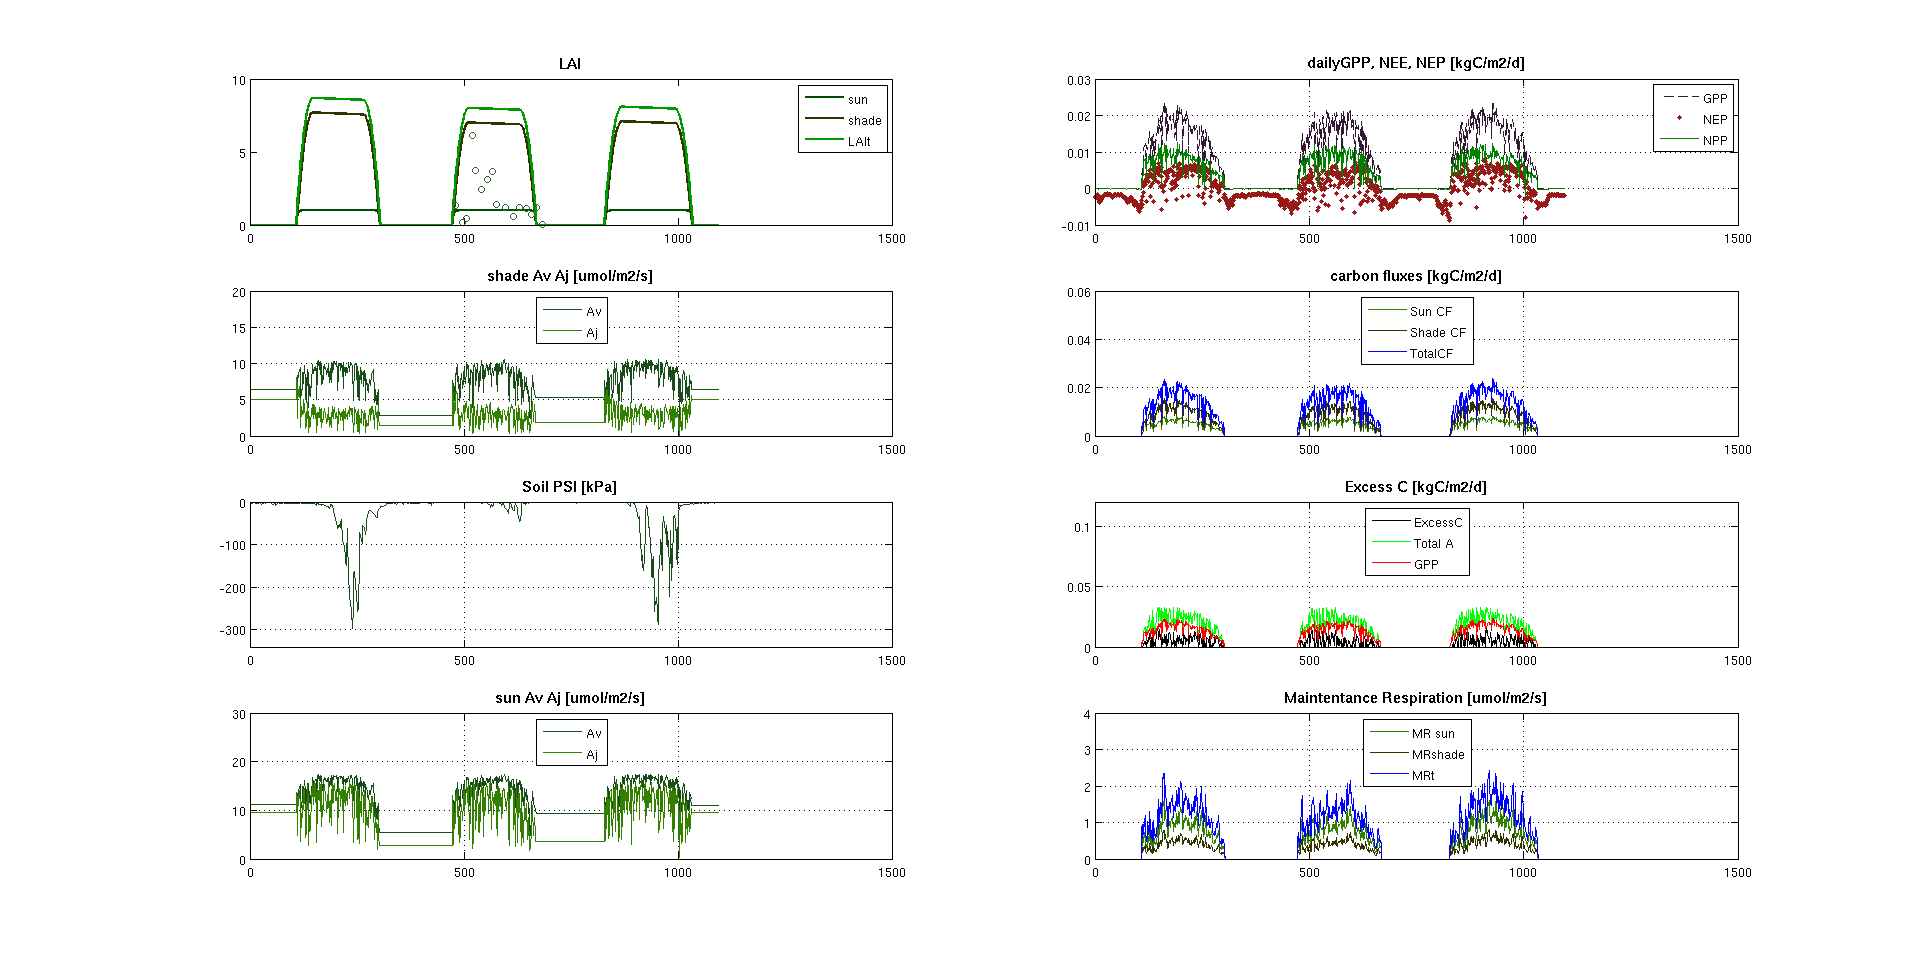 LAI
10
5
0
0
500
1000
1500
sun
shade
LAIt
dailyGPP, NEE, NEP [kgC/m2/d]
0.03
0.02
0.01
0
-0.01
0
500
1000
1500
GPP
NEP
NPP
shade Av Aj [umol/m2/s]
20
15
10
5
0
0
500
1000
1500
Av
Aj
carbon fluxes [kgC/m2/d]
0.06
0.04
0.02
0
0
500
1000
1500
Sun CF
Shade CF
TotalCF
Soil PSI [kPa]
0
-100
-200
-300
0
500
1000
1500
Excess C [kgC/m2/d]
0.1
0.05
0
0
500
1000
1500
ExcessC
Total A
GPP
sun Av Aj [umol/m2/s]
30
20
10
0
0
500
1000
1500
Av
Aj
Maintentance Respiration [umol/m2/s]
4
3
2
1
0
0
500
1000
1500
MR sun
MRshade
MRt